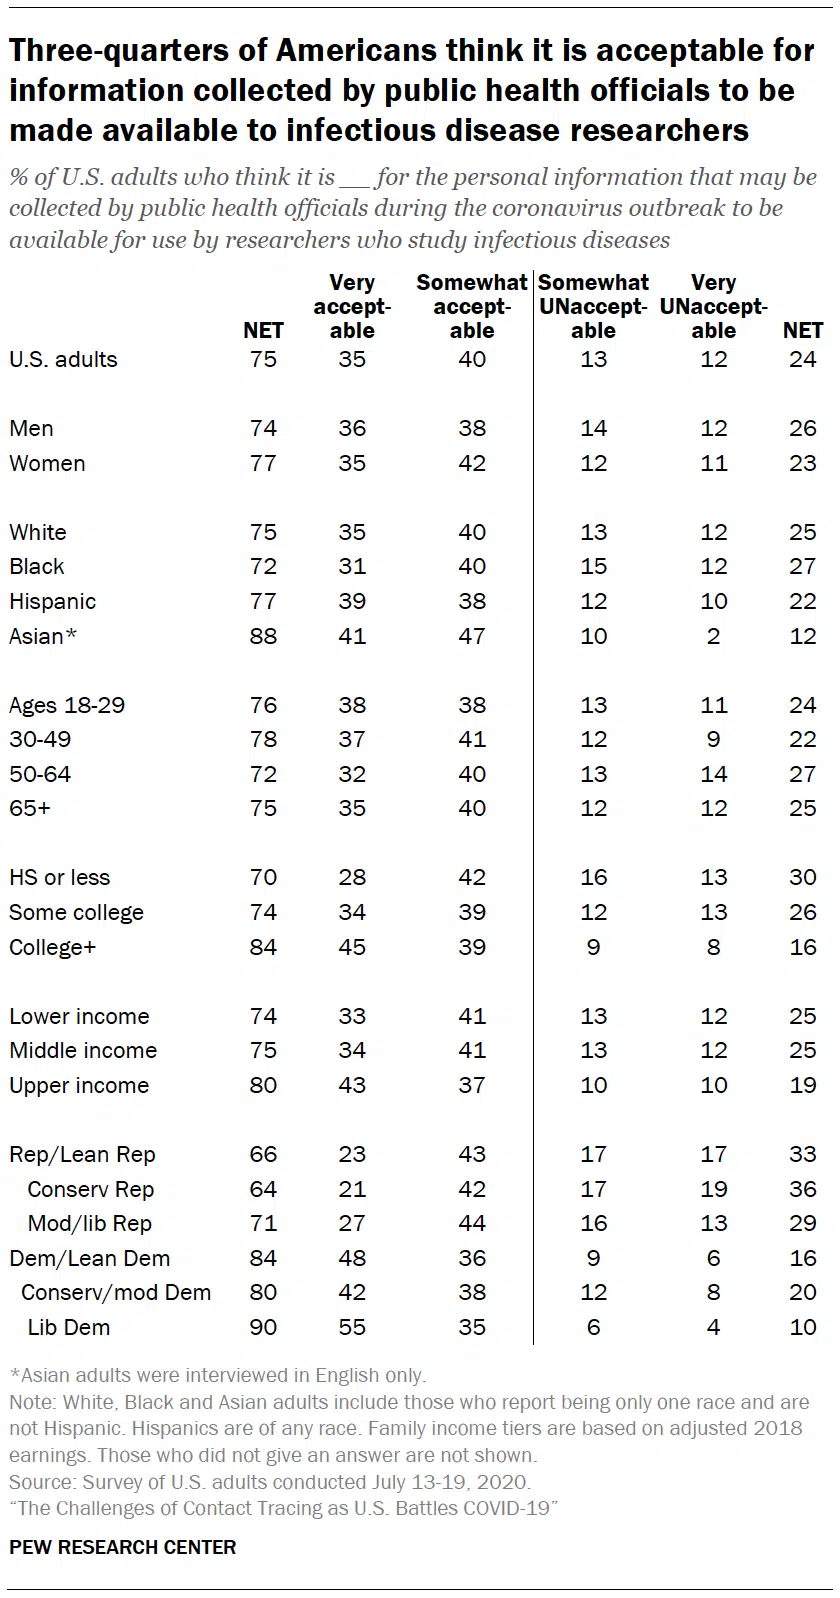 Three-quarters of Americans think it is acceptable for
information collected by public health officials to be
made available to infectious disease researchers
% of U.S. adults who think it is __ for the personal information that may be
collected by public health officials during the coronavirus outbreak to be
available for use by researchers who study infectious diseases
Very Somewhat Somewhat Very
accept- accept- UNaccept- UNaccept-
NET able able able able NET
U.S. adults 75 35 40 13 12 24
Men 74 36 38 14 12 26
Women 77 35 42 12 11 23
White 75 35 40 13 12 25
Black 72 31 40 15 12 27
Hispanic 77 39 38 12 10 22
Asian* 88 41 47 10 2 12
Ages 18-29 76 38 38 13 11 24
30-49 78 37 41 12 9 22
50-64 72 32 40 13 14 27
65+ 75 35 40 12 12 25
HS or less 70 28 42 16 13 30
Some college 74 34 39 12 13 26
College+ 84 45 39 9 8 16
Lower income 74 33 41 13 12 25
Middle income 75 34 41 13 12 25
Upper income 80 43 37 10 10 19
Rep/Lean Rep 66 23 43 17 17 33
Conserv Rep 64 21 42 17 19 36
Mod/lib Rep 71 27 44 16 13 29
Dem/Lean Dem 84 48 36 9 6 16
Conserv/mod Dem 80 42 38 12 8 20
Lib Dem 90 55 35 6 4 10
*Asian adults were interviewed in English only.
Note: White, Black and Asian adults include those who report being only one race and are
not Hispanic. Hispanics are of any race. Family income tiers are based on adjusted 2018
earnings. Those who did not give an answer are not shown.
Source: Survey of U.S. adults conducted July 13-19, 2020.
“The Challenges of Contact Tracing as U.S. Battles COVID-19”
PEW RESEARCH CENTER